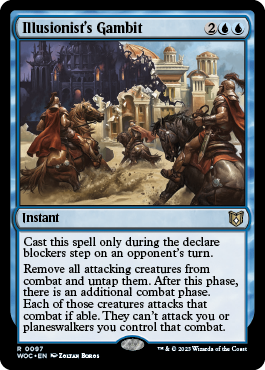 Illusionist's Gambit 2
Instant
Cast this spell only during the declare
blockers step on an opponent's turn.
Remove all attacking creatures from
combat and untap them. After this phase,
there is an additional combat phase.
Each of those creatures attacks that
combat if able. They can't attack you or
planeswalkers you control that combat.
R 0097
WOC • EN Zoltan Boros
™ & © 2023 Wizards of the Coast